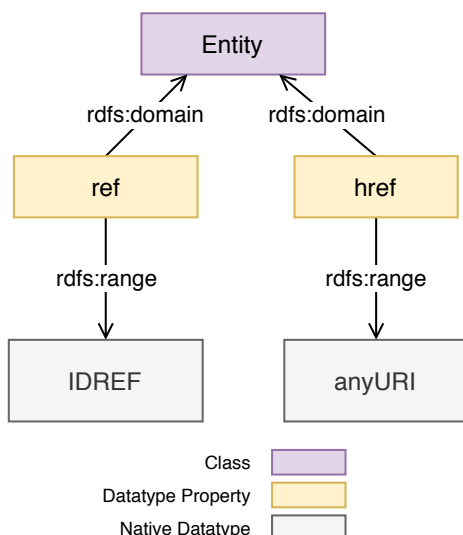 Entity
rdfs:domain rdfs:domain
ref href
rdfs:range rdfs:range
IDREF anyURI
Class
Datatype Property
Native Datatype